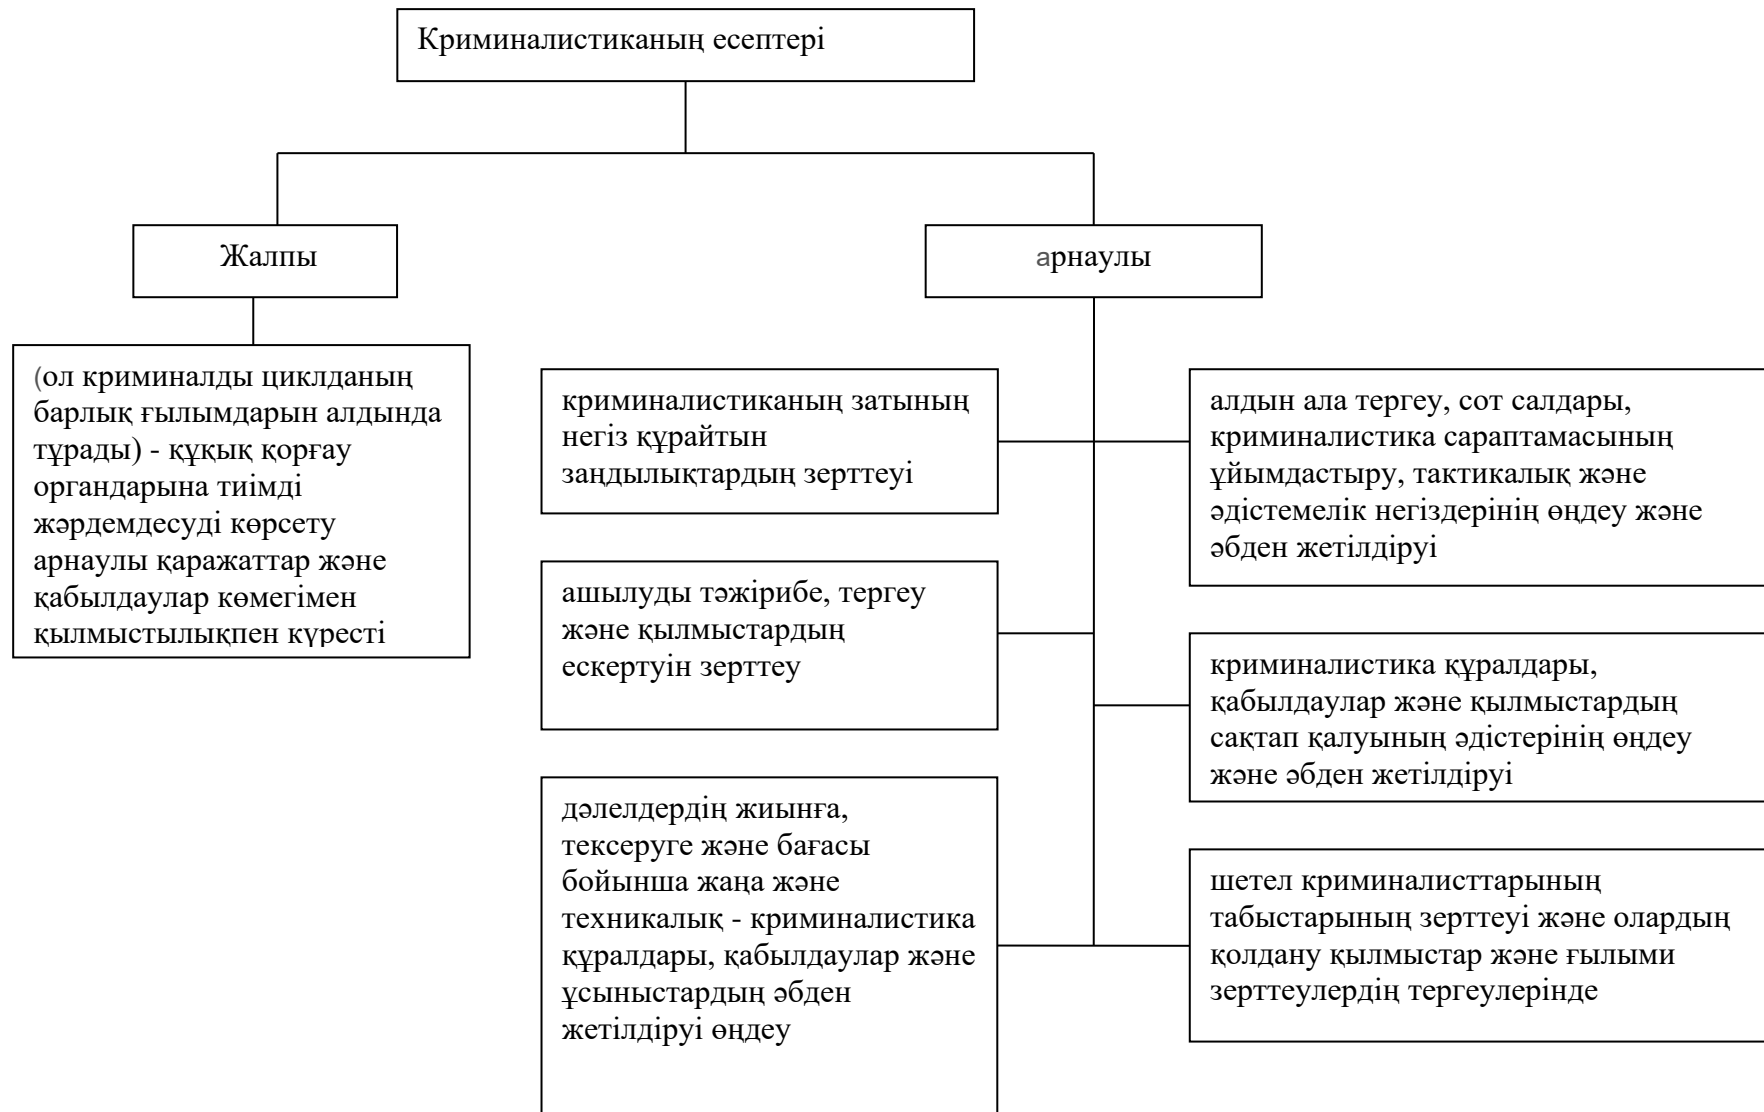 Криминалистиканың есептері
Жалпы
арнаулы
(ол криминалды циклданың
барлық ғылымдарын алдында
тұрады) - құқық қорғау
органдарына тиімді
жәрдемдесуді көрсету
арнаулы қаражаттар және
қабылдаулар көмегімен
қылмыстылықпен күресті
криминалистиканың затының
негіз құрайтын
заңдылықтардың зерттеуі
ашылуды тәжірибе, тергеу
және қылмыстардың
ескертуін зерттеу
дәлелдердің жиынға,
тексеруге және бағасы
бойынша жаңа және
техникалық - криминалистика
құралдары, қабылдаулар және
ұсыныстардың әбден
жетілдіруі өңдеу
алдын ала тергеу, сот салдары,
криминалистика сараптамасының
ұйымдастыру, тактикалық және
әдістемелік негіздерінің өңдеу және
әбден жетілдіруі
криминалистика құралдары,
қабылдаулар және қылмыстардың
сақтап қалуының әдістерінің өңдеу
және әбден жетілдіруі
шетел криминалисттарының
табыстарының зерттеуі және олардың
қолдану қылмыстар және ғылыми
зерттеулердің тергеулерінде